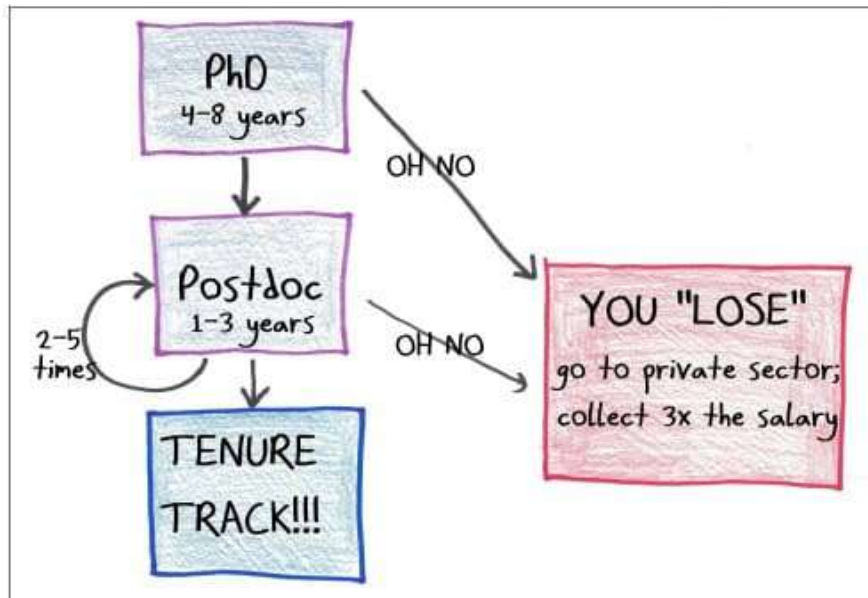 PhD
4-8 years
OH NO
Postdoc
1-3 years
2-5
times
OH NO
YOU "LOSE"
go to private sector;
collect 3x the salary
TENURE
TRACK!!!